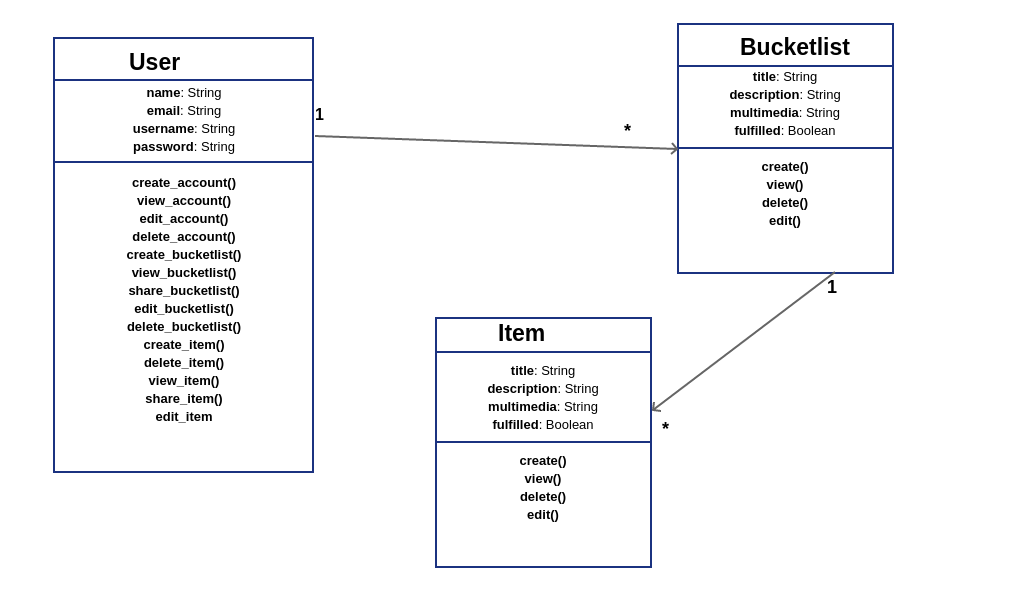 User
name: String
email: String
username: String
password: String
create_account()
view_account()
edit_account()
delete_account()
create_bucketlist()
view_bucketlist()
share_bucketlist()
edit_bucketlist()
delete_bucketlist()
create_item()
delete_item()
view_item()
share_item()
edit_item
1
*
Bucketlist
title: String
description: String
multimedia: String
fulfilled: Boolean
create()
view()
delete()
edit()
1
*
Item
title: String
description: String
multimedia: String
fulfilled: Boolean
create()
view()
delete()
edit()